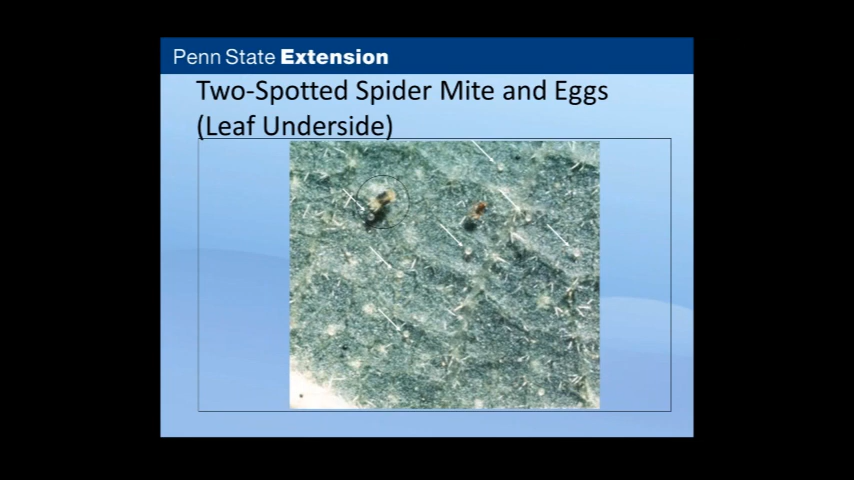 Penn State Extension
Two-Spotted Spider Mite and Eggs
(Leaf Underside)